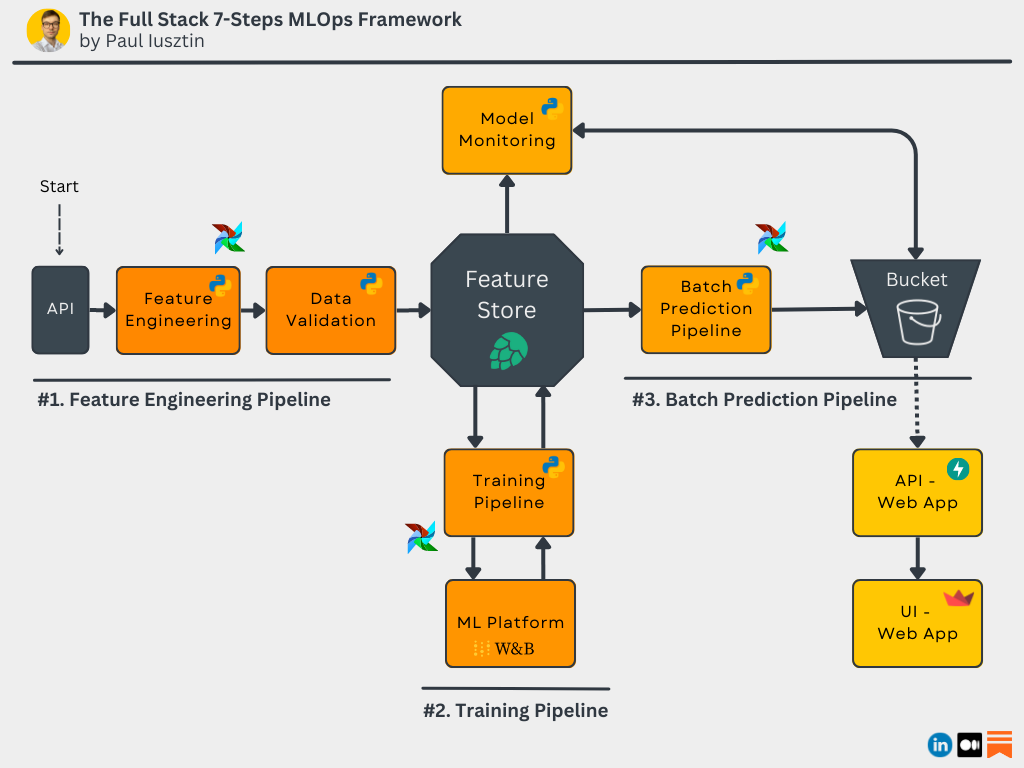 The Full Stack 7-Steps MLOps Framework
by Paul Iusztin
Model
Monitoring
Start
API
Feature
Engineering
Data
Validation
Feature
Store
Batch
Prediction
Pipeline
Bucket
#1. Feature Engineering Pipeline
#3. Batch Prediction Pipeline
Training
Pipeline
API -
Web App
ML Platform
W&B
UI -
Web App
#2. Training Pipeline
in